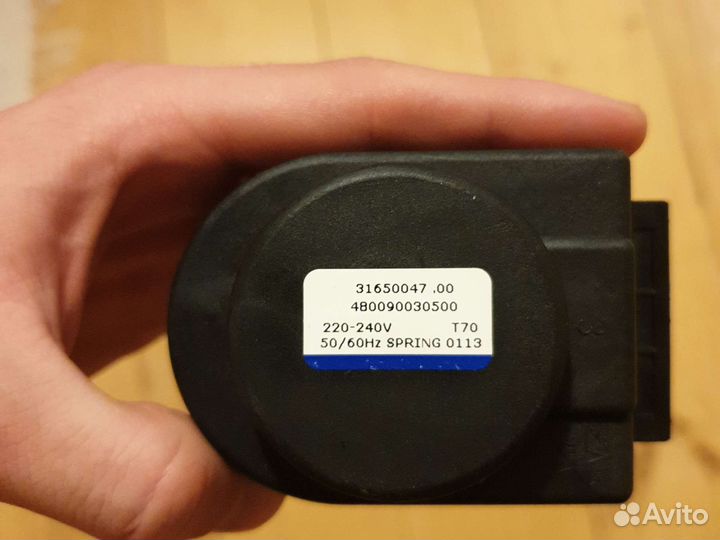 31650047 .00
480090030500
220-240V T70
50/60Hz SPRING 0113
Avito